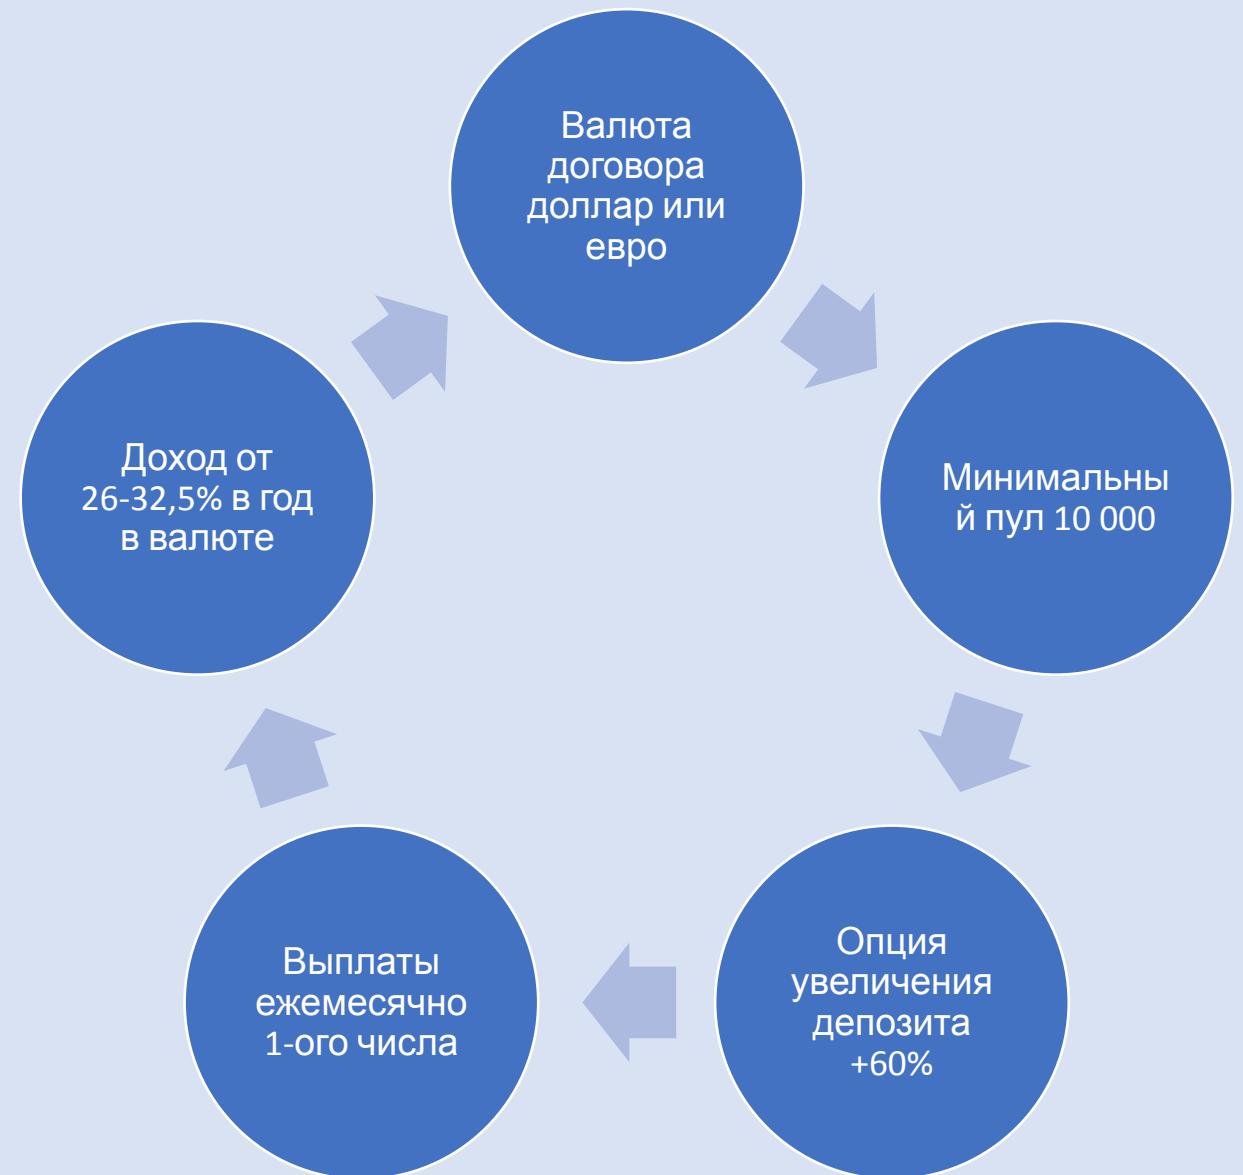 Валюта
договора
доллар или
евро
Минимальны
й пул 10 000
Опция
увеличения
депозита
+60%
Выплаты
ежемесячно
1-ого числа
Доход от
26-32,5% в год
в валюте